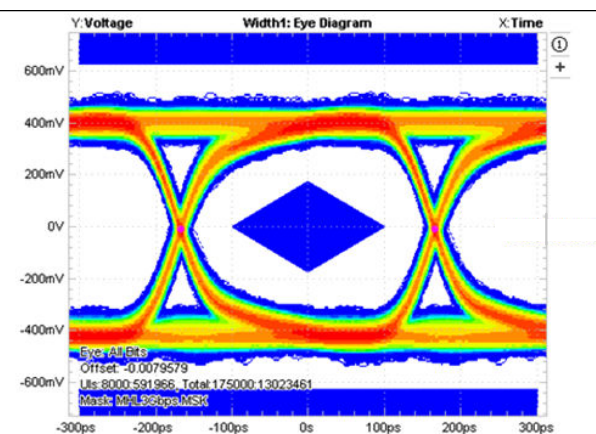 Y:Voltage Width1: Eye Diagram X:Time
1
+
600mV
400mV
200mV
0V
-200mV
-400mV
-600mV
Eye: All Bits
Offset: -0.0079579
UIs:8000:591966, Total:175000:13023461
Mask: MHL3Gbps.MSK
-300ps -200ps -100ps 0s 100ps 200ps 300ps